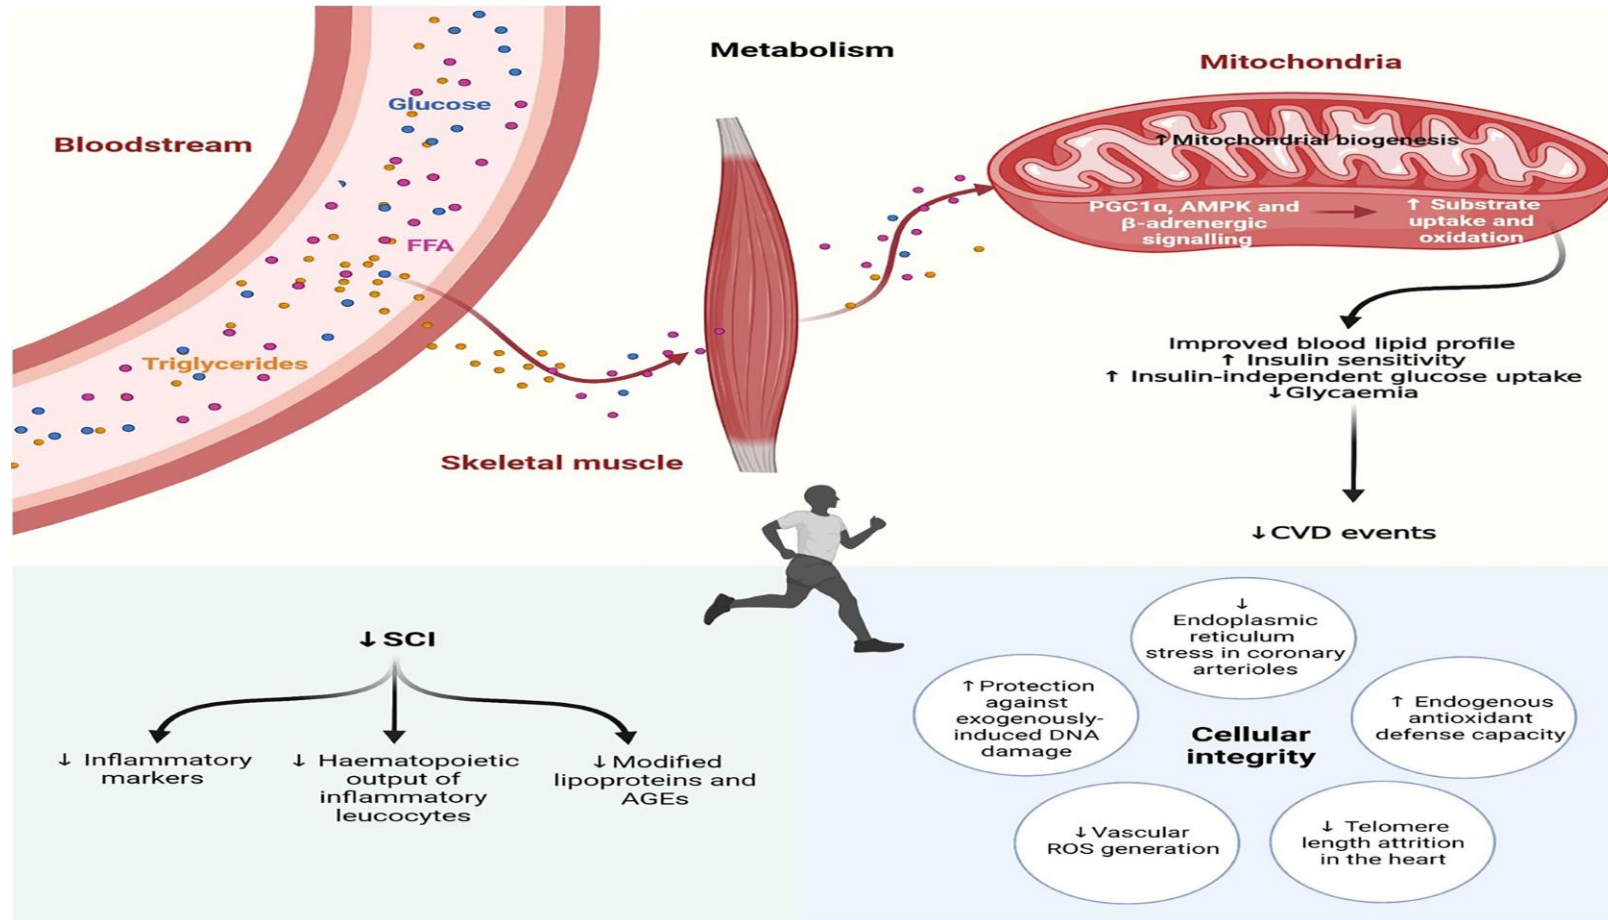 Metabolism
Bloodstream
Glucose
FFA
Triglycerides
Skeletal muscle
Mitochondria
↑Mitochondrial biogenesis
PGC1α, AMPK and
β-adrenergic
signalling
↑ Substrate
uptake and
oxidation
Improved blood lipid profile
↑ Insulin sensitivity
↑ Insulin-independent glucose uptake
↓Glycaemia
↓CVD events
↓ SCI
↓ Inflammatory
markers
↓ Haematopoietic
output of
inflammatory
leucocytes
↓ Modified
lipoproteins and
AGEs
Cellular
integrity
↓
Endoplasmic
reticulum
stress in coronary
arterioles
↑ Protection
against
exogenously-
induced DNA
damage
↑ Endogenous
antioxidant
defense capacity
↓ Vascular
ROS generation
↓ Telomere
length attrition
in the heart